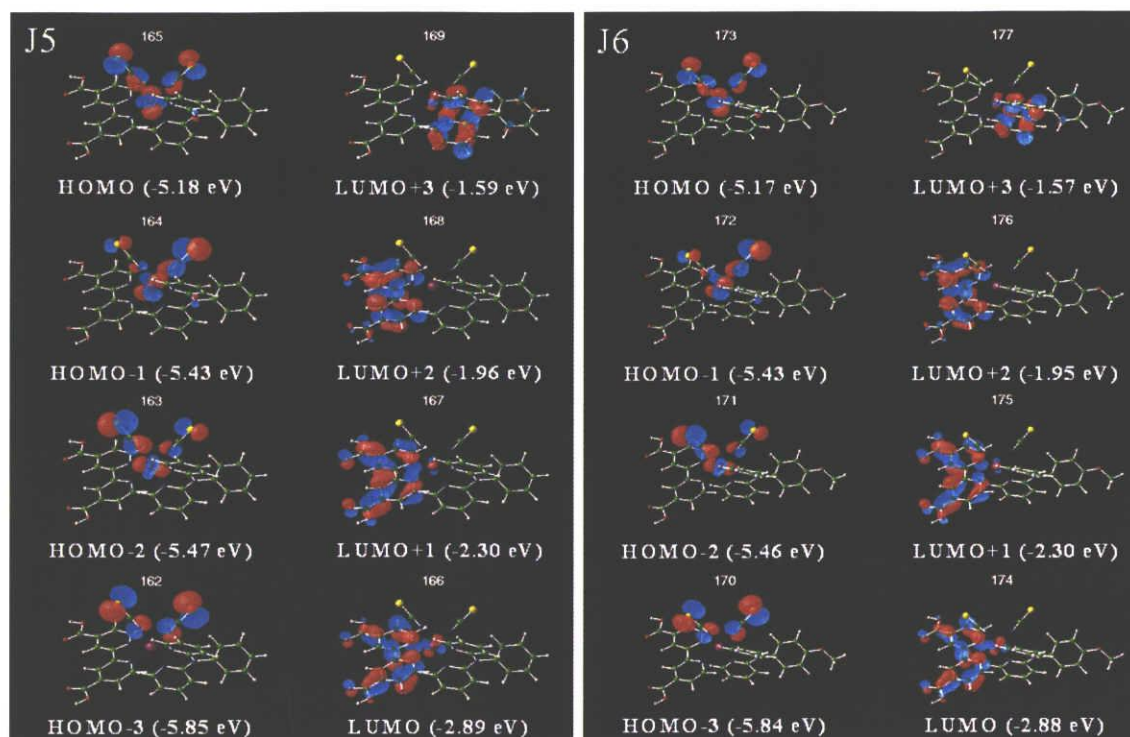 J5
165
HOMO (-5.18 eV)
169
LUMO+3 (-1.59 eV)
164
HOMO-1 (-5.43 eV)
168
LUMO+2 (-1.96 eV)
163
HOMO-2 (-5.47 eV)
167
LUMO+1 (-2.30 eV)
162
HOMO-3 (-5.85 eV)
166
LUMO (-2.89 eV)
J6
173
HOMO (-5.17 eV)
177
LUMO+3 (-1.57 eV)
172
HOMO-1 (-5.43 eV)
176
LUMO+2 (-1.95 eV)
171
HOMO-2 (-5.46 eV)
175
LUMO+1 (-2.30 eV)
170
HOMO-3 (-5.84 eV)
174
LUMO (-2.88 eV)